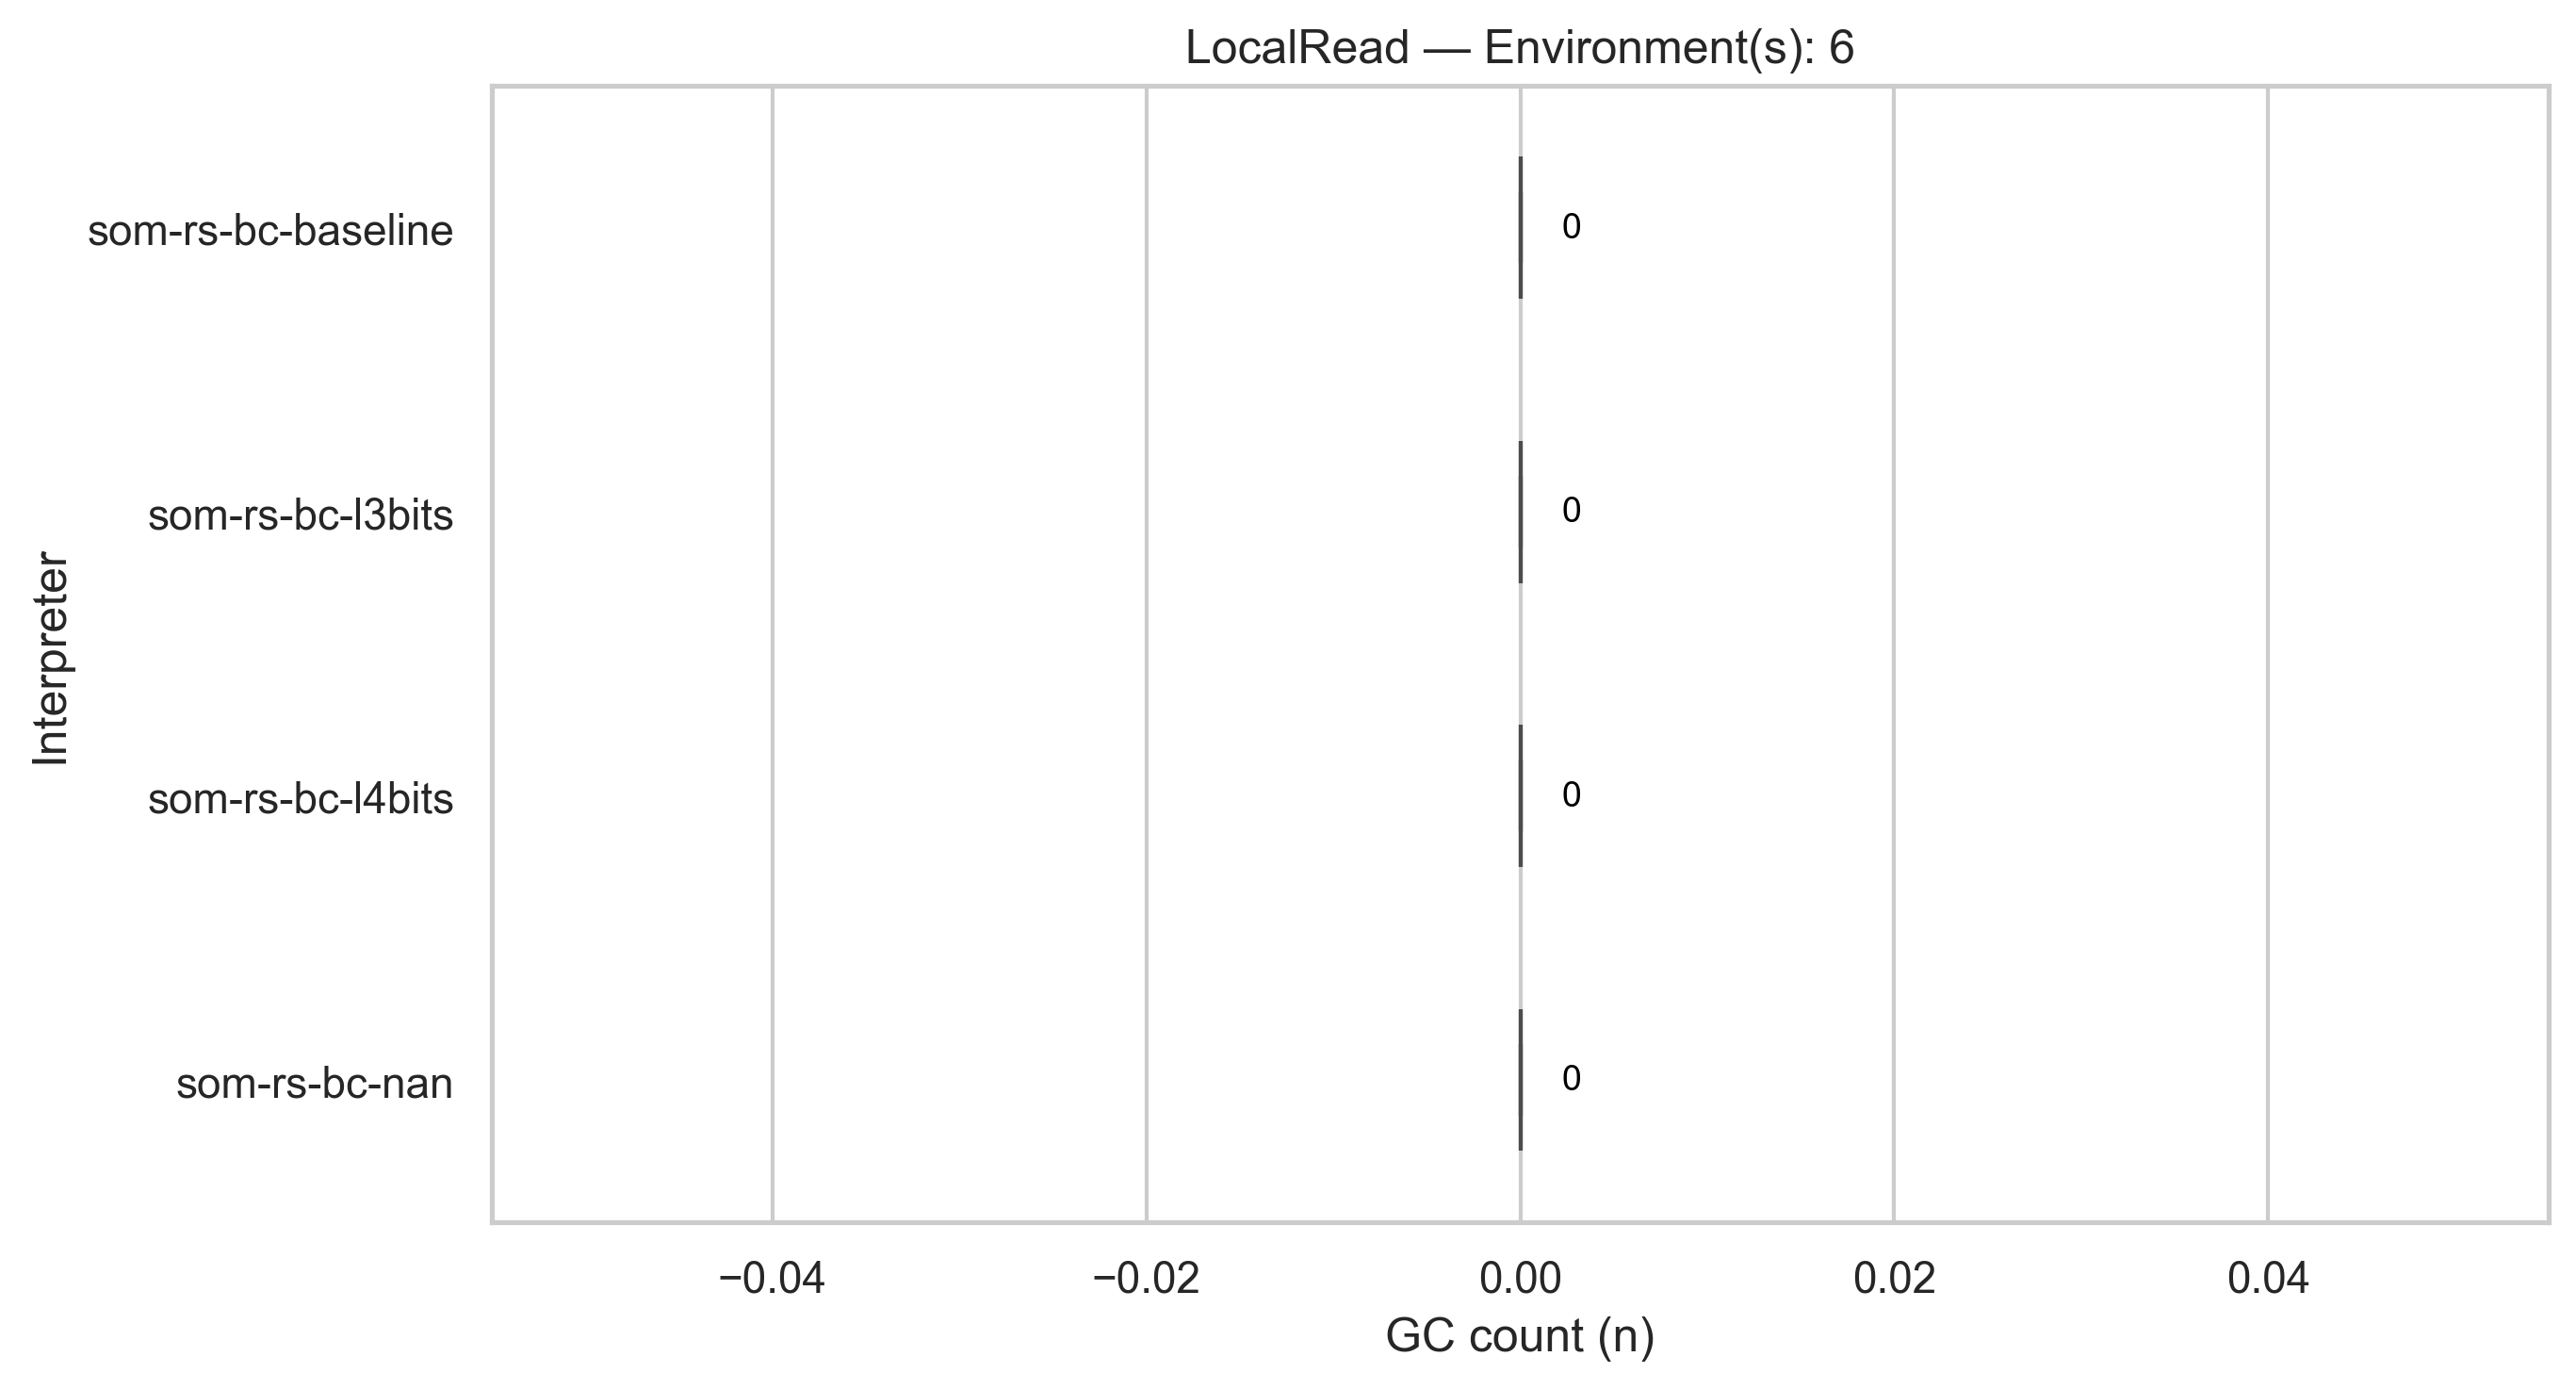 LocalRead — Environment(s): 6
som-rs-bc-baseline
0
som-rs-bc-l3bits
0
Interpreter
som-rs-bc-l4bits
0
som-rs-bc-nan
0
−0.04
−0.02
0.00
0.02
0.04
GC count (n)